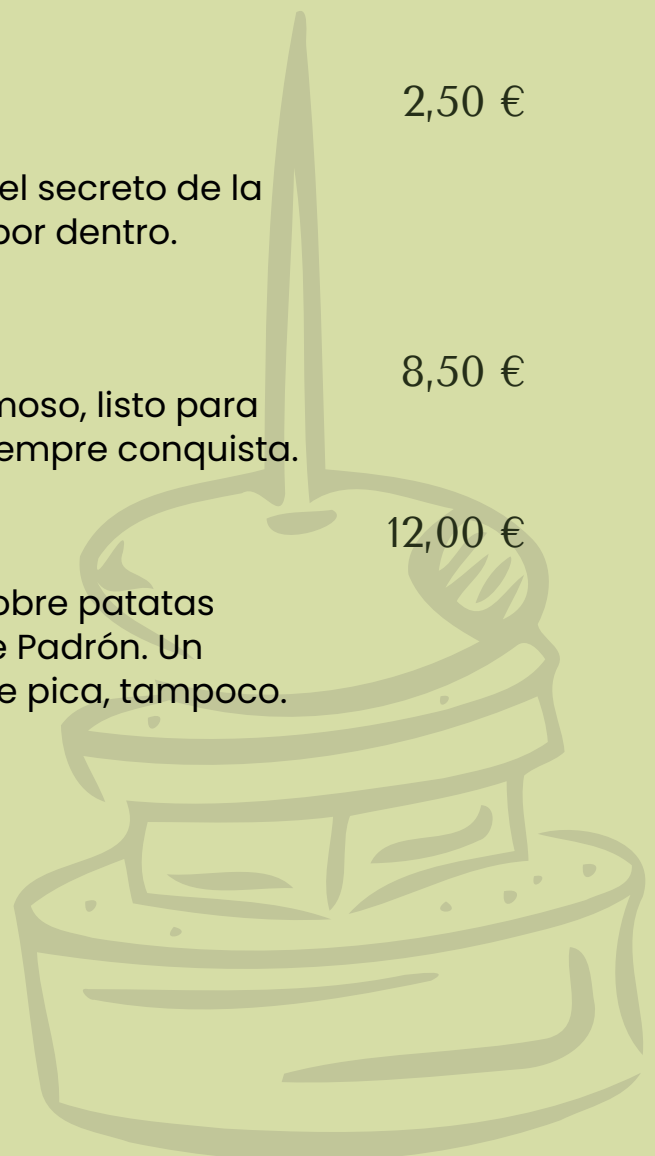 2,50 €
el secreto de la
por dentro.
8,50 €
moso, listo para
empre conquista.
12,00 €
obre patatas
e Padrón. Un
e pica, tampoco.